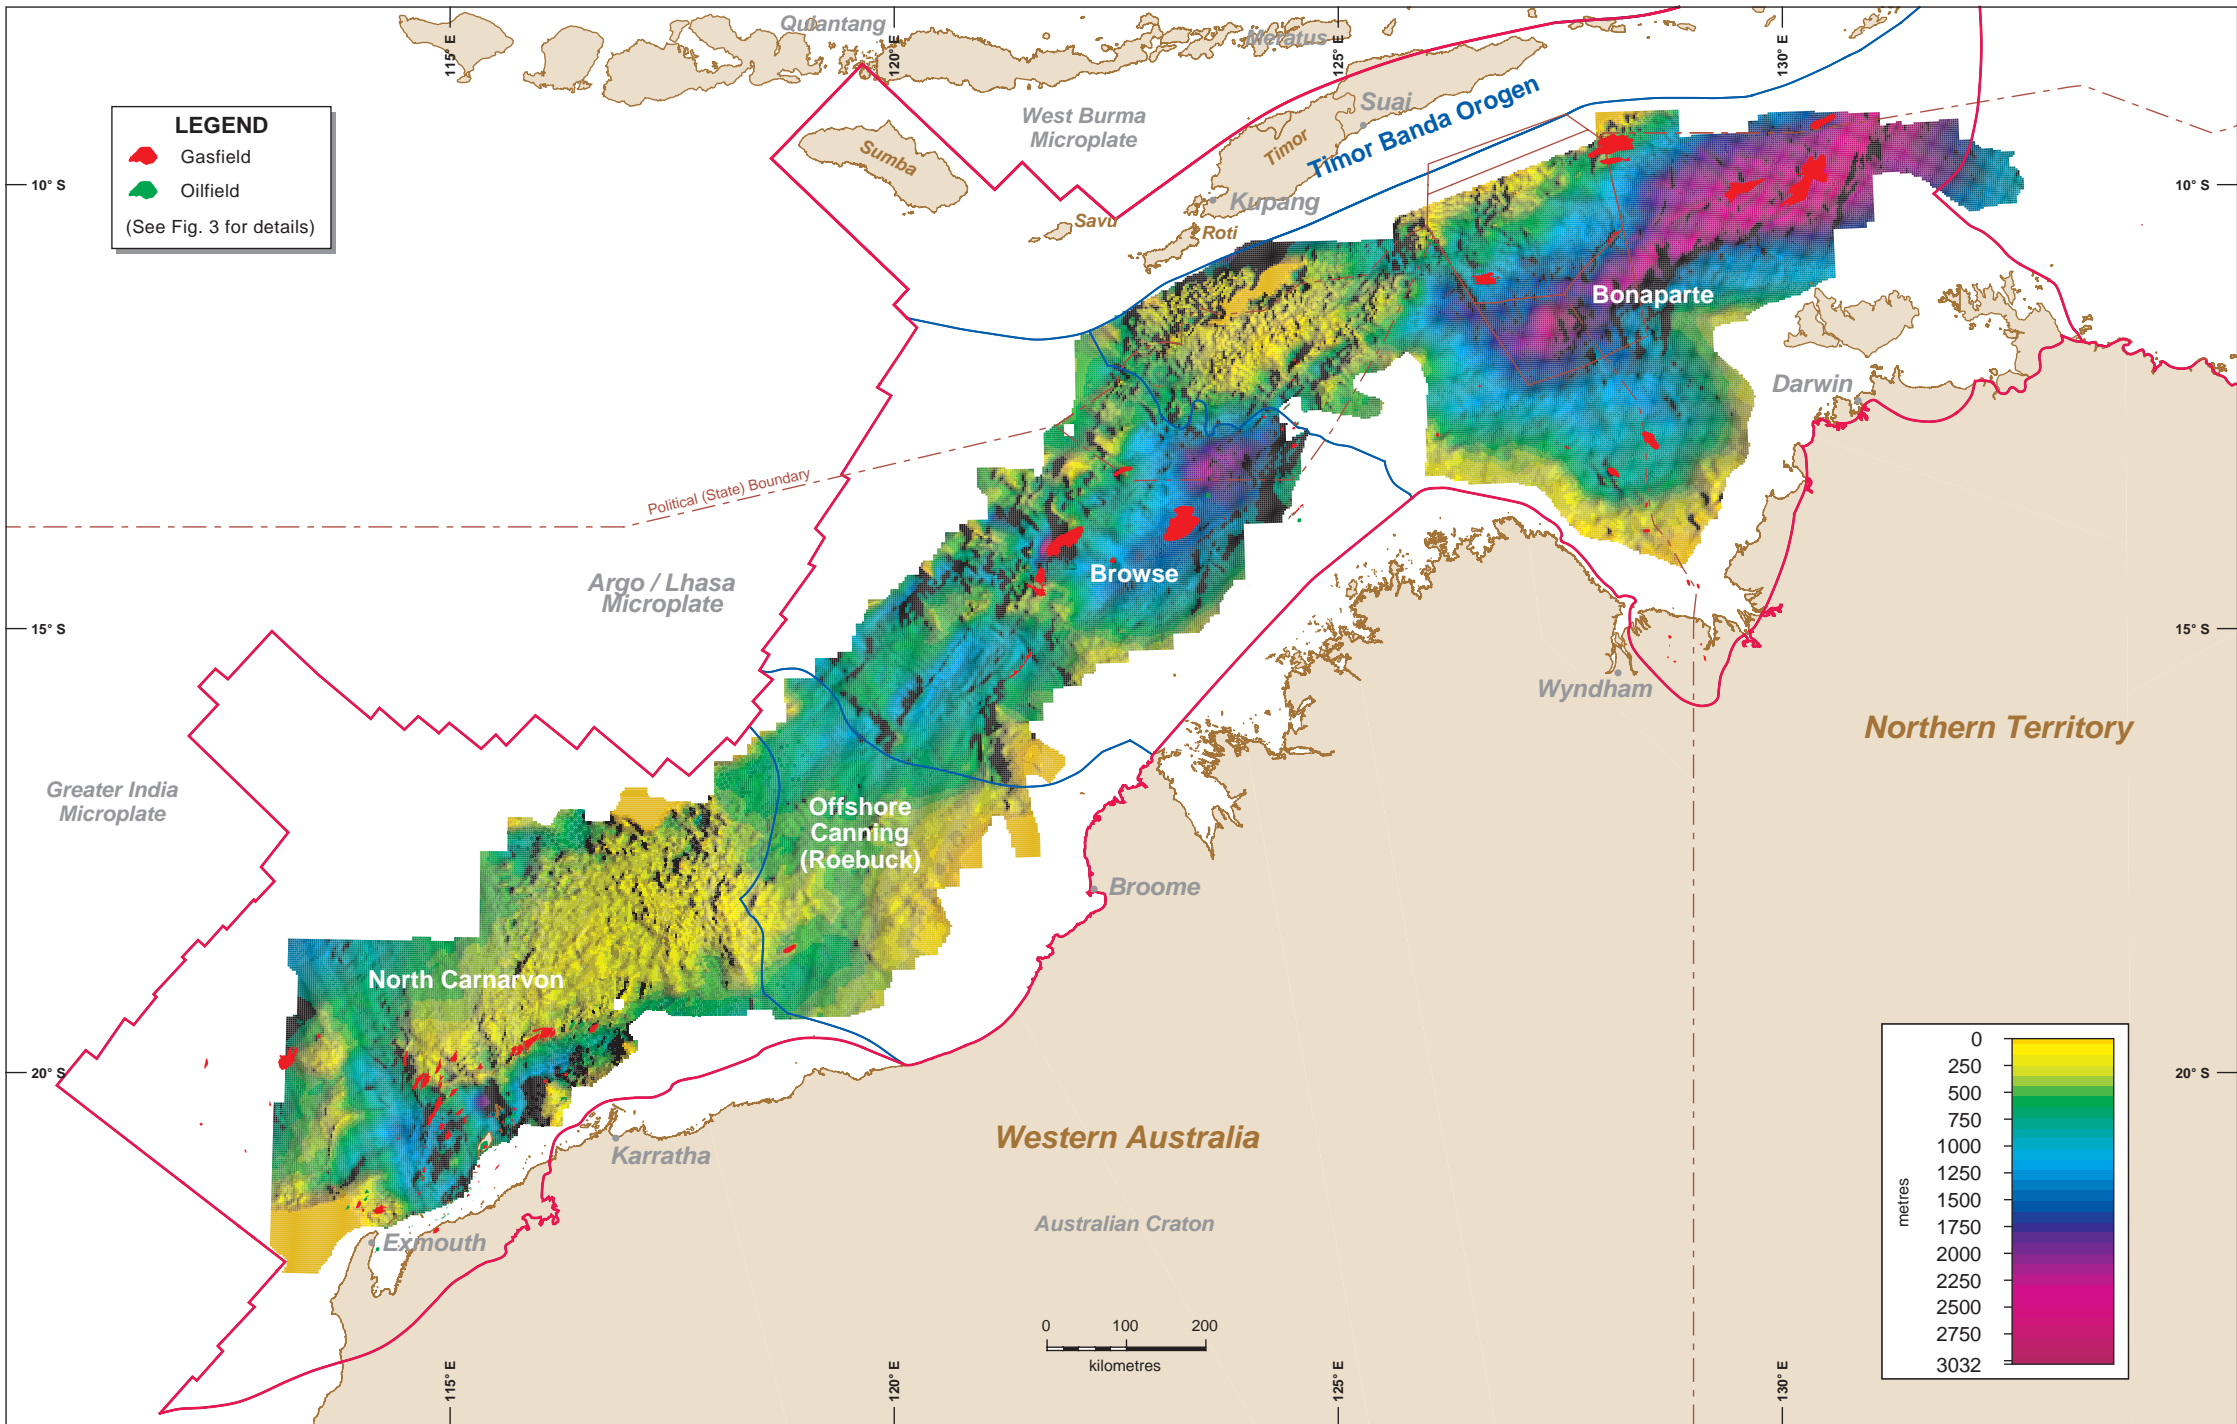 Qulantang
Meratus
115° E
120° E
125° E
130° E
LEGEND
Gasfield
Oilfield
(See Fig. 3 for details)
West Burma
Microplate
Suai
Timor
Timor Banda Orogen
Sumba
Savu
Kupang
Roti
10° S
10° S
Bonaparte
Darwin
Political (State) Boundary
Argo / Lhasa
Microplate
Browse
15° S
15° S
Wyndham
Northern Territory
Greater India
Microplate
Offshore
Canning
(Roebuck)
Broome
North Carnarvon
20° S
20° S
Karratha
Western Australia
Exmouth
Australian Craton
0
100
200
kilometres
metres
0
250
500
750
1000
1250
1500
1750
2000
2250
2500
2750
3032
115° E
120° E
125° E
130° E